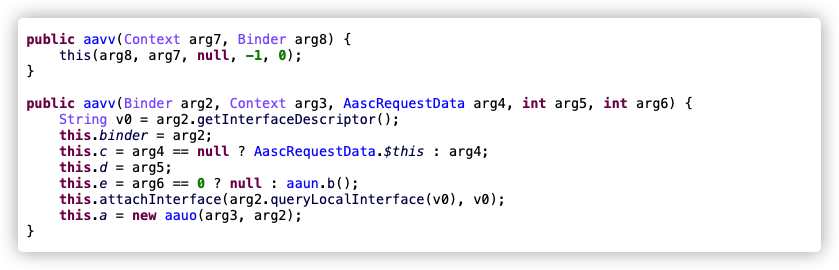 public aavv(Context arg7, Binder arg8) {
    this(arg8, arg7, null, -1, 0);
}

public aavv(Binder arg2, Context arg3, AascRequestData arg4, int arg5, int arg6) {
    String v0 = arg2.getInterfaceDescriptor();
    this.binder = arg2;
    this.c = arg4 == null ? AascRequestData.$this : arg4;
    this.d = arg5;
    this.e = arg6 == 0 ? null : aaun.b();
    this.attachInterface(arg2.queryLocalInterface(v0), v0);
    this.a = new aauo(arg3, arg2);
}